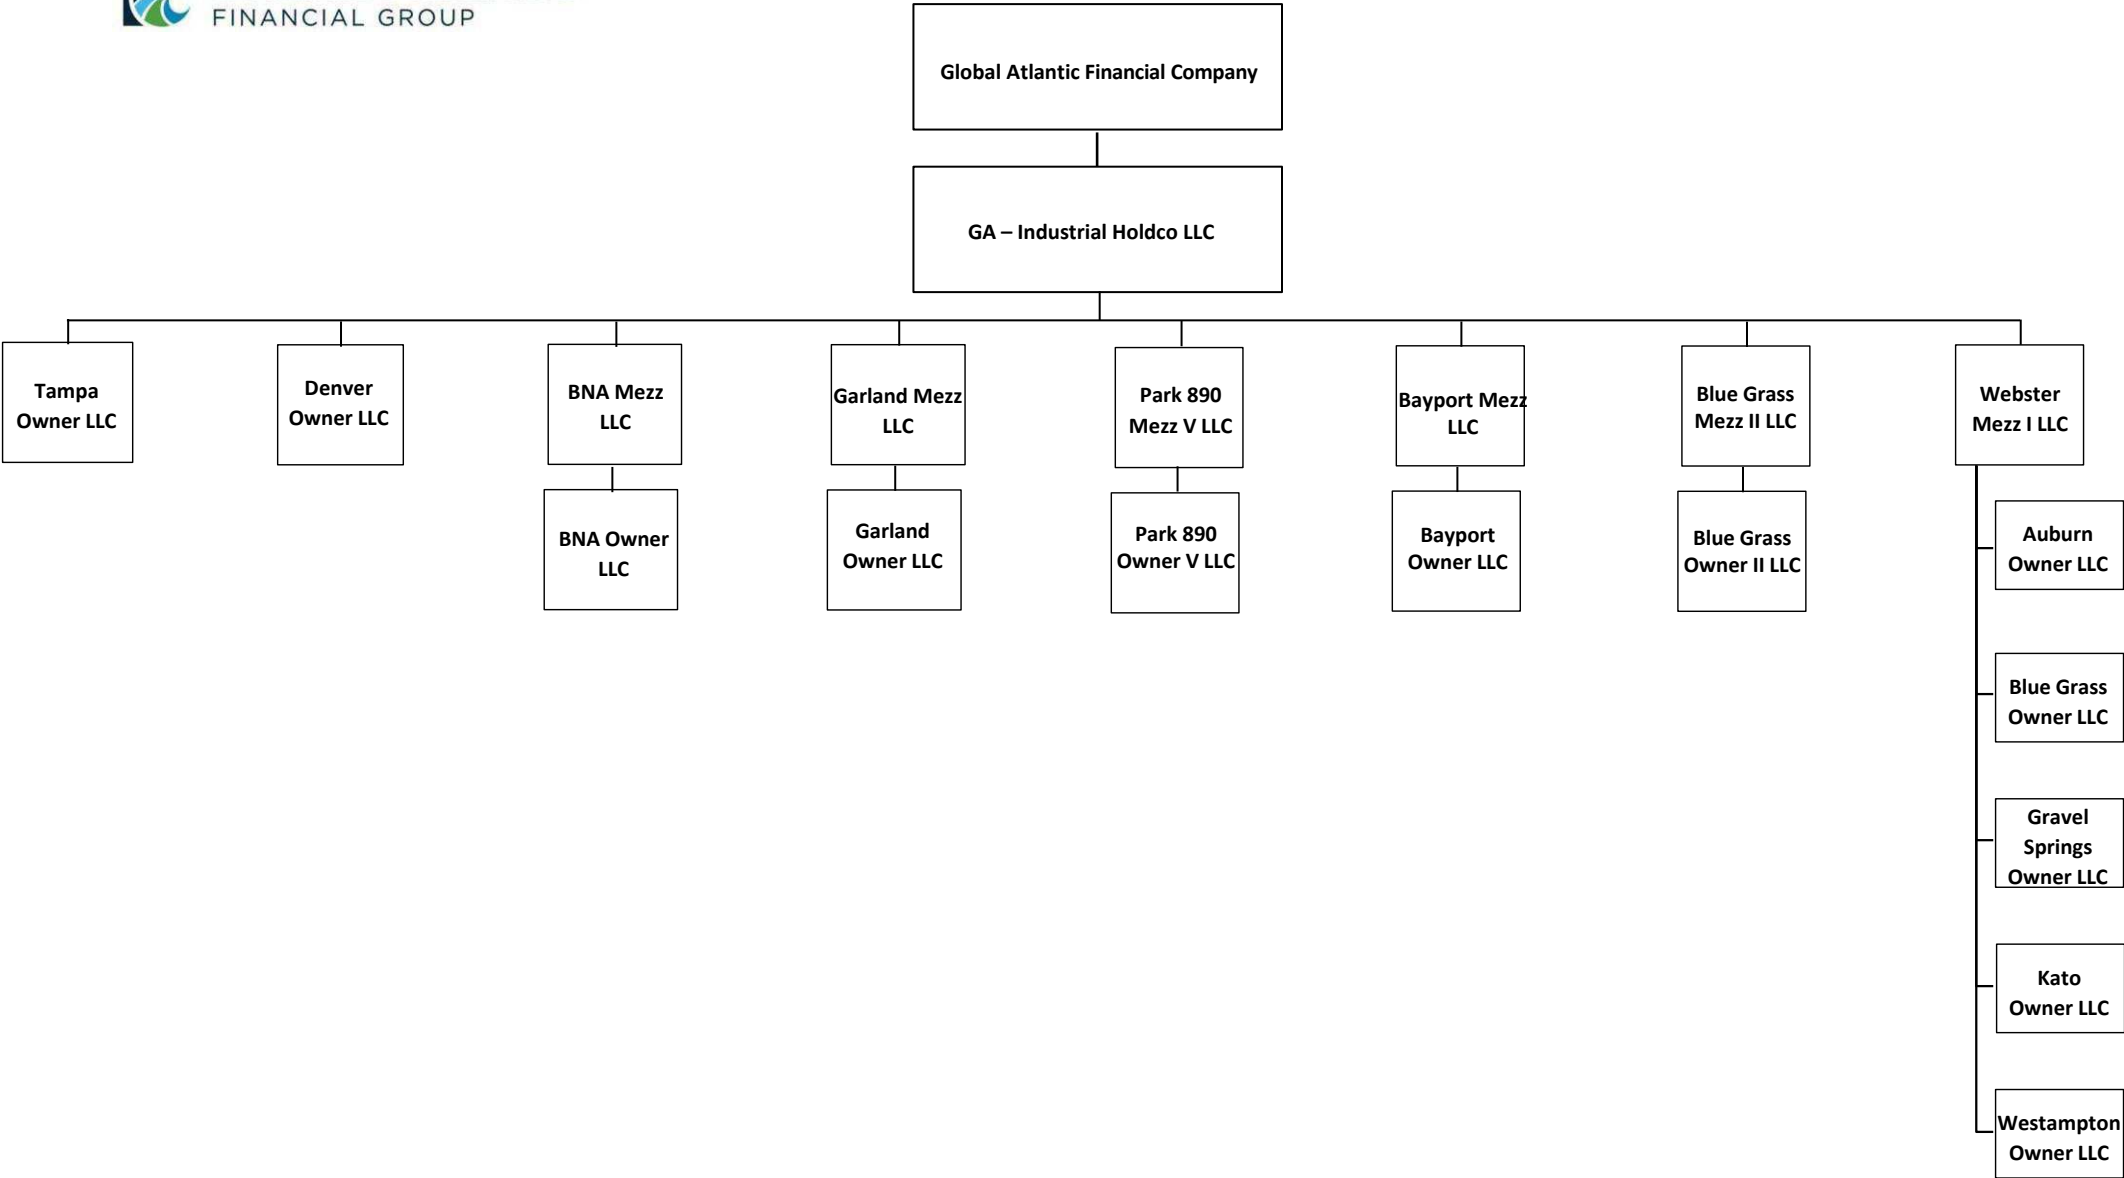 FINANCIAL GROUP
Global Atlantic Financial Company
GA – Industrial Holdco LLC
Tampa
Owner LLC
Denver
Owner LLC
BNA Mezz
LLC
Garland Mezz
LLC
Park 890
Mezz V LLC
Bayport Mezz
LLC
Blue Grass
Mezz II LLC
Webster
Mezz I LLC
BNA Owner
LLC
Garland
Owner LLC
Park 890
Owner V LLC
Bayport
Owner LLC
Blue Grass
Owner II LLC
Auburn
Owner LLC
Blue Grass
Owner LLC
Gravel
Springs
Owner LLC
Kato
Owner LLC
Westampton
Owner LLC